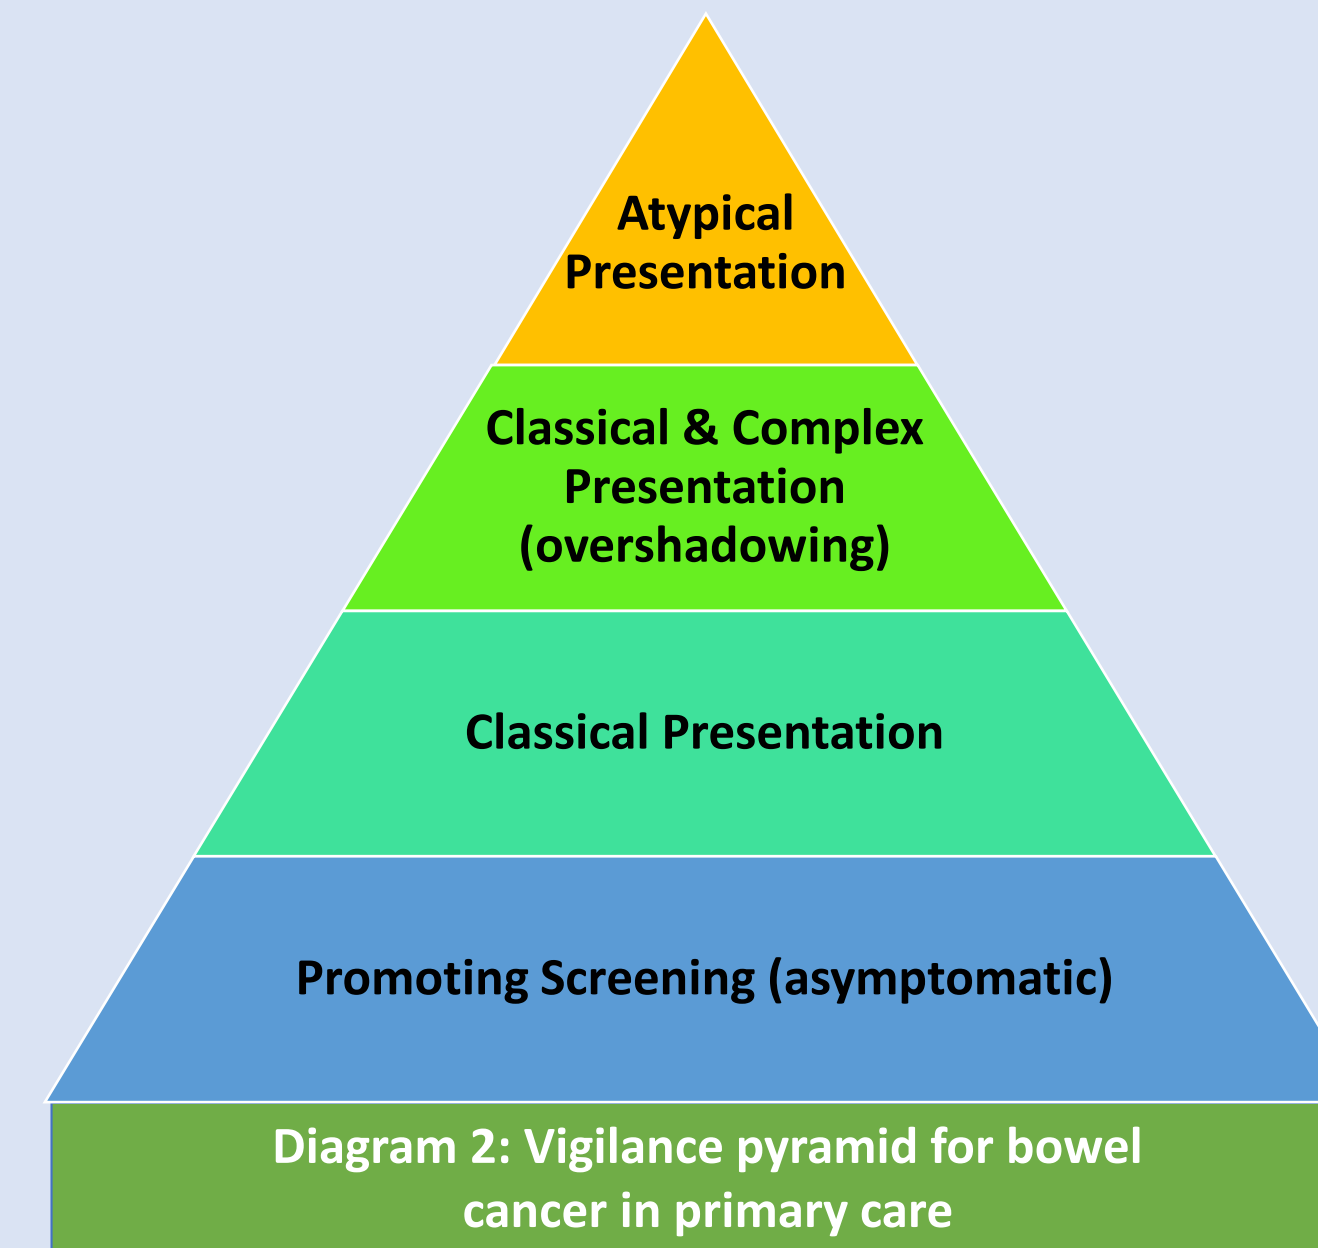 Atypical
Presentation
Classical & Complex
Presentation
(overshadowing)
Classical Presentation
Promoting Screening (asymptomatic)
Diagram 2: Vigilance pyramid for bowel
cancer in primary care